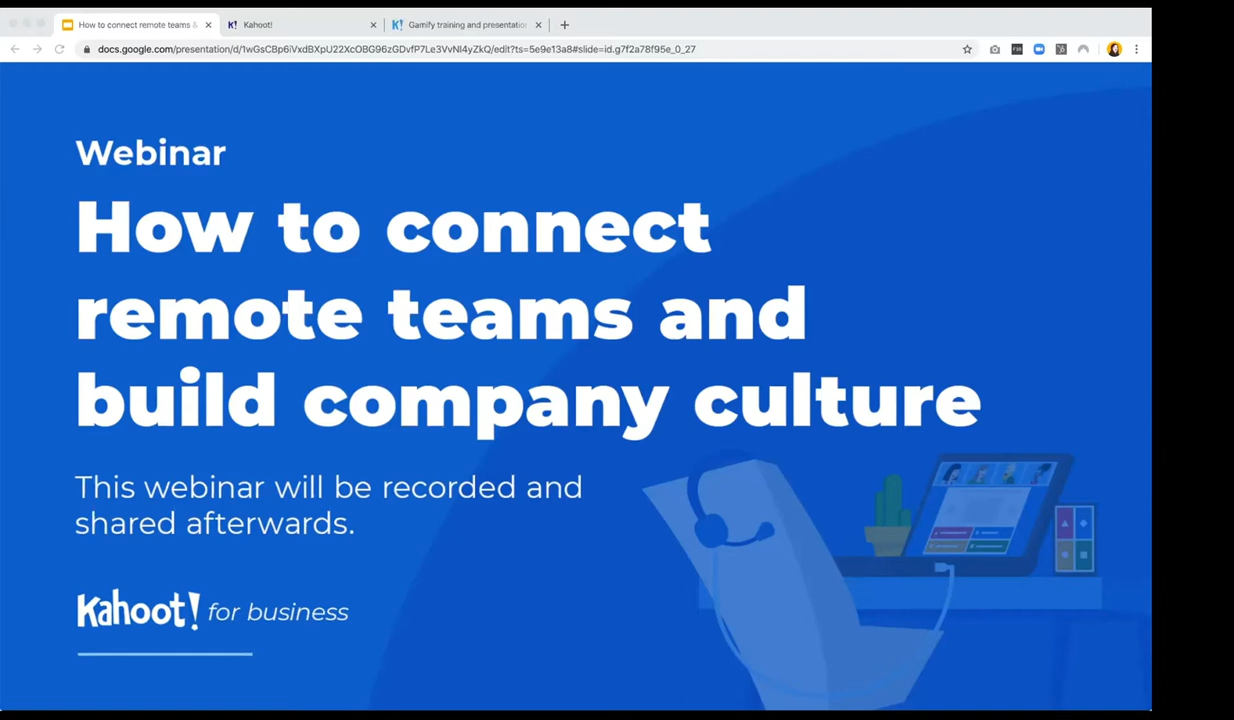 How to connect remote teams &
Kahoot!
Gamify training and presentation
docs.google.com/presentation/d/1wGsCBp6iVxdBXpU22XcOBG96zGDvfP7Le3VvNI4yZkQ/edit?ts=5e9e13a8#slide=id.g7f2a78f95e_0_27
Webinar
How to connect
remote teams and
build company culture
This webinar will be recorded and
shared afterwards.
Kahoot! for business